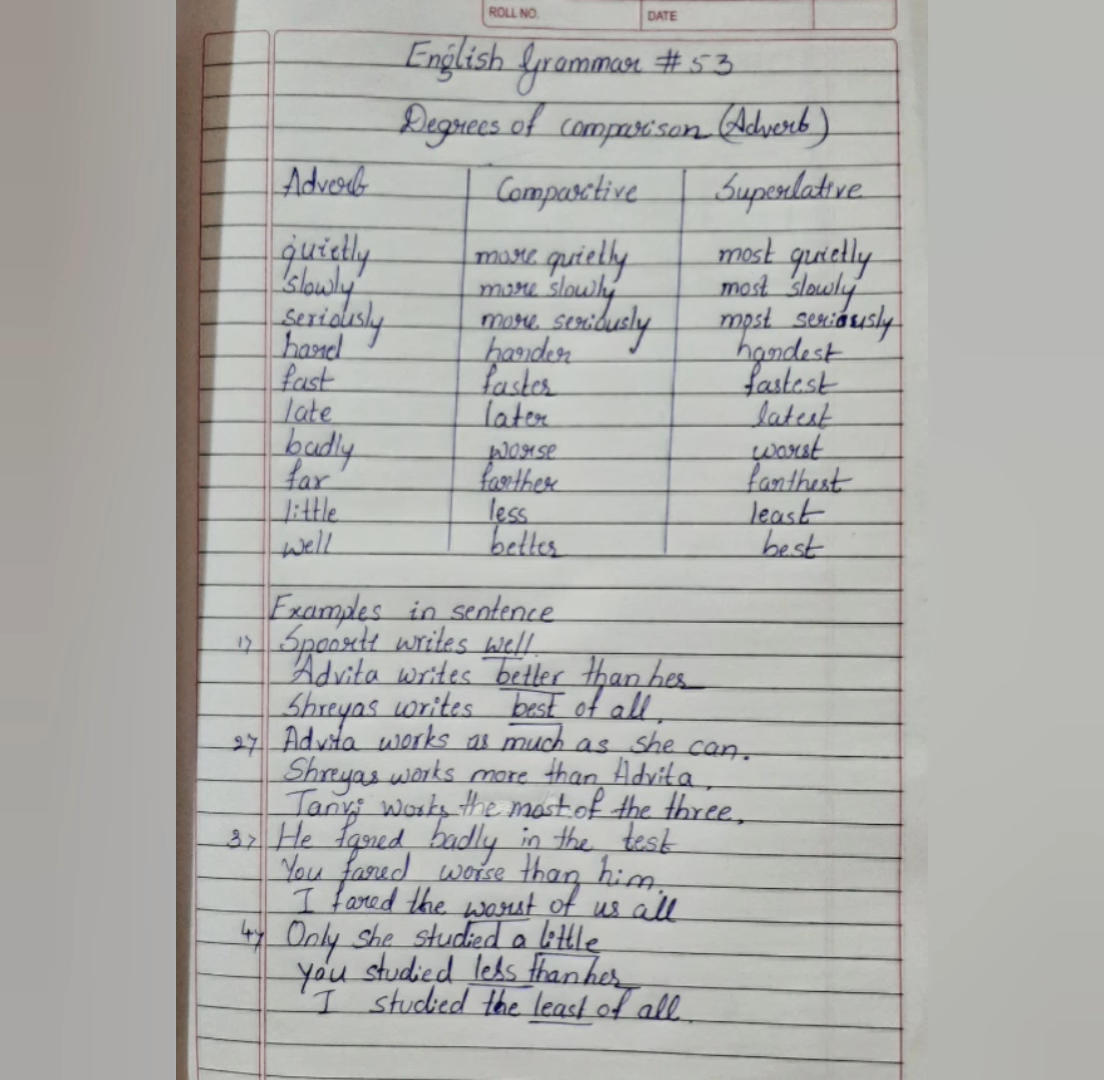 ROLL NO. DATE
English Grammar # 53
Degrees of comparison (Adverb)
Adverb Comparitive Superlative
quietly more quietly most quietly
slowly more slowly most slowly
seriously more seriously most seriously
hard harder hardest
fast faster fastest
late later latest
badly worse worst
far farther farthest
little less least
well better best
Examples in sentence
1) Spoorti writes well.
Advita writes better than her
Shreyas writes best of all.
2) Advita works as much as she can.
Shreyas works more than Advita.
Tanvi works the most of the three.
3) He fared badly in the test
You fared worse than him.
I fared the worst of us all
4) Only she studied a little
you studied less than her
I studied the least of all.